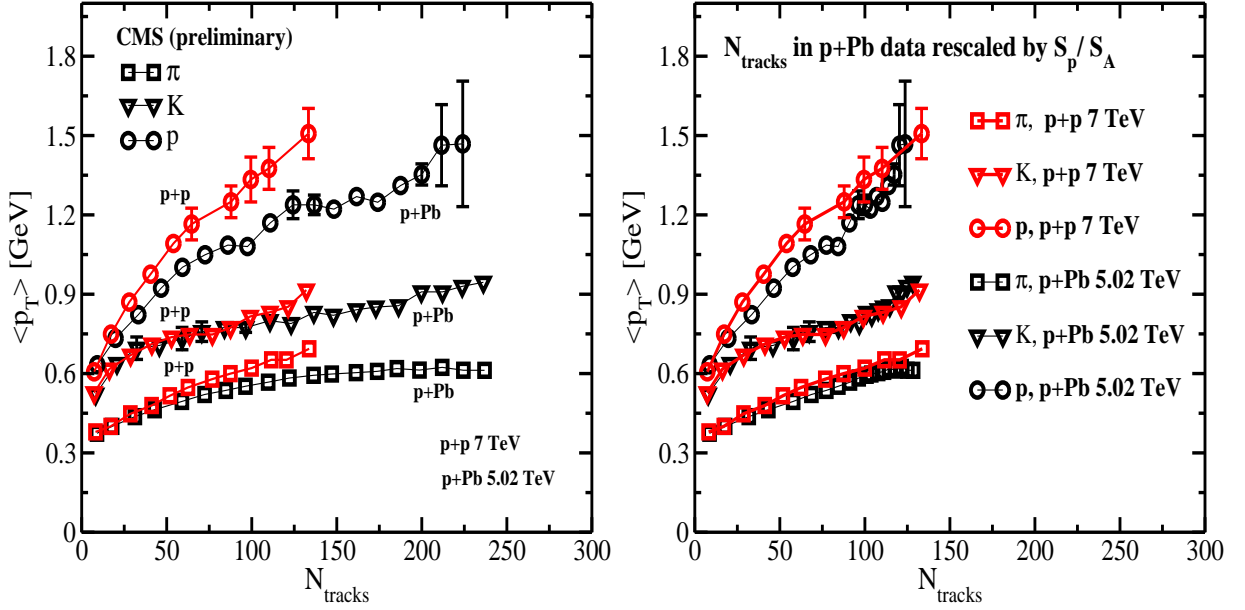 CMS (preliminary)
π
K
p
p+p
p+Pb
p+p
p+Pb
p+p
p+Pb
p+p 7 TeV
p+Pb 5.02 TeV
<p_T> [GeV]
0
0.3
0.6
0.9
1.2
1.5
1.8
0 50 100 150 200 250 300
N_tracks
N_tracks in p+Pb data rescaled by S_p/S_A
π, p+p 7 TeV
K, p+p 7 TeV
p, p+p 7 TeV
π, p+Pb 5.02 TeV
K, p+Pb 5.02 TeV
p, p+Pb 5.02 TeV
<p_T> [GeV]
0
0.3
0.6
0.9
1.2
1.5
1.8
0 50 100 150 200 250 300
N_tracks